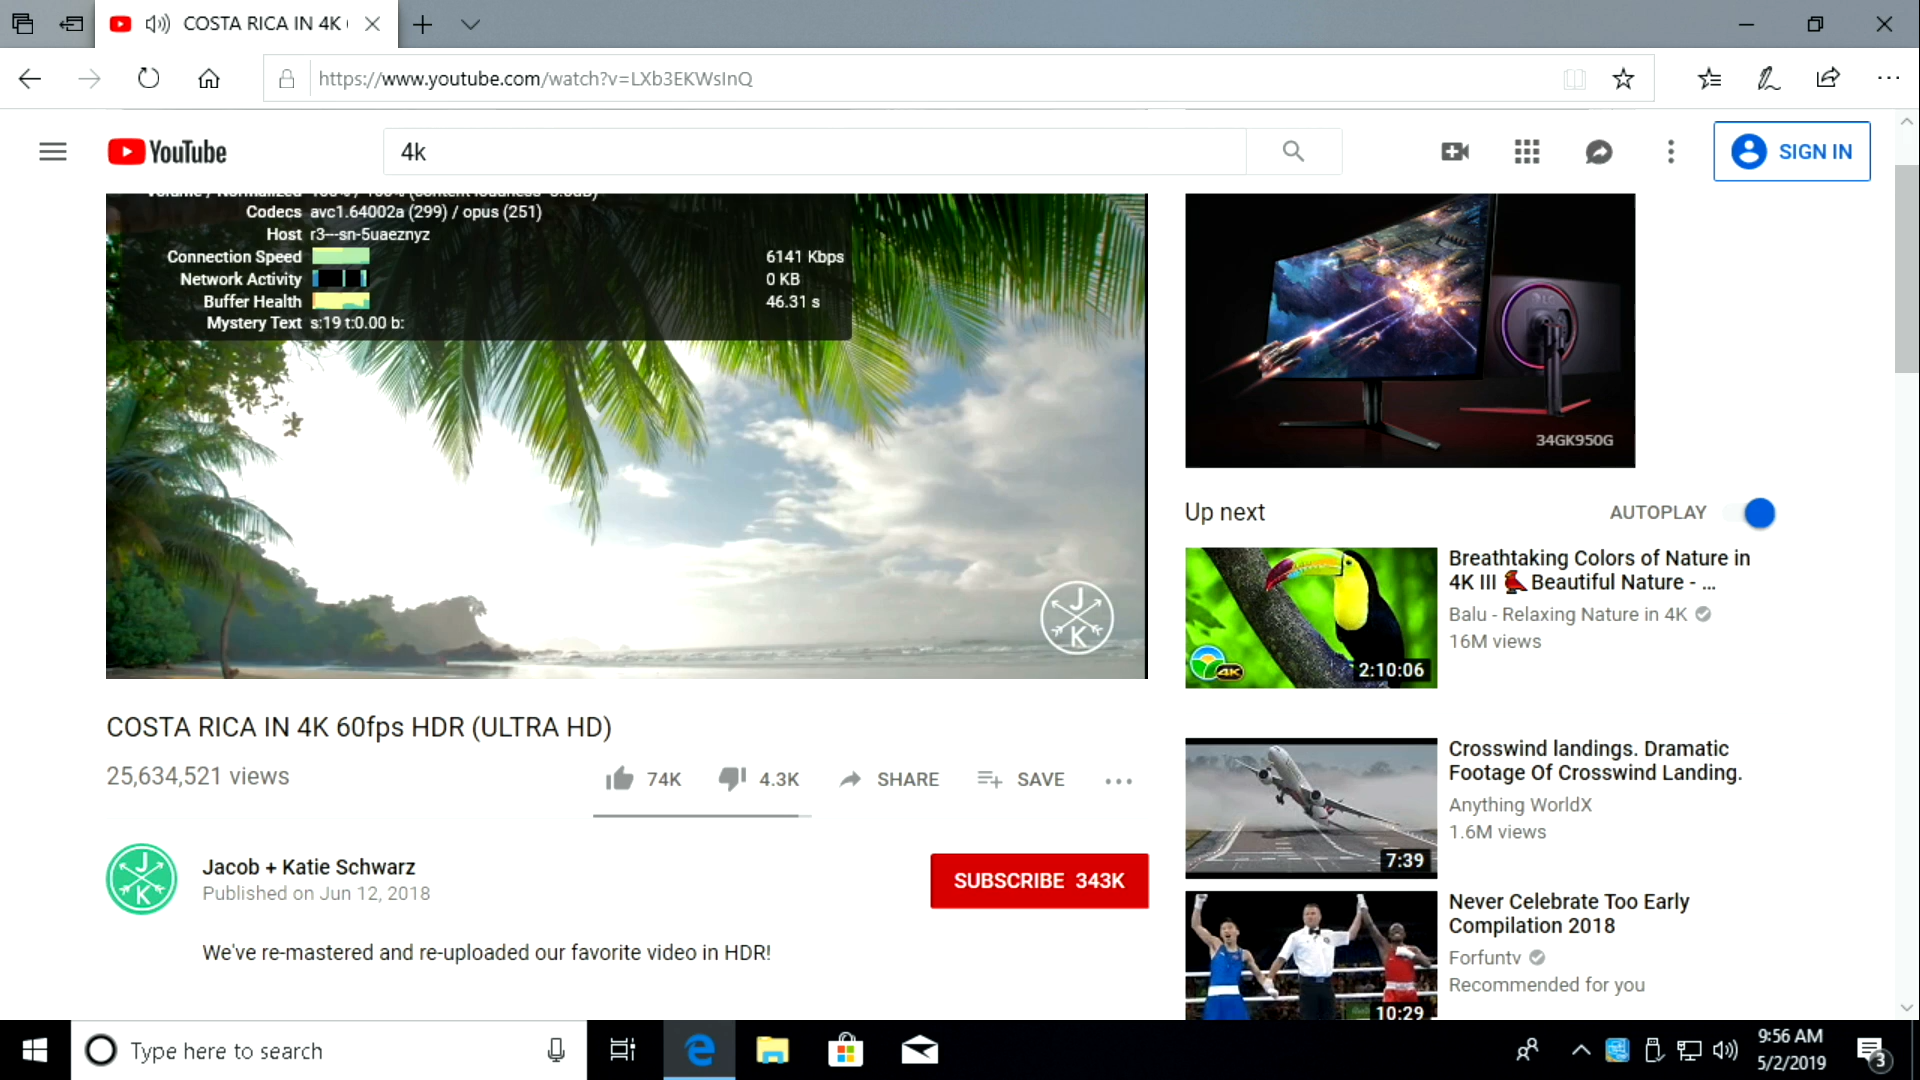 COSTA RICA IN 4K
https://www.youtube.com/watch?v=LXb3EKWsInQ
YouTube
4k
SIGN IN
Codecs avc1.64002a (299) / opus (251)
Host r3---sn-5uaeznyz
Connection Speed 6141 Kbps
Network Activity 0 KB
Buffer Health 46.31 s
Mystery Text s:19 t:0.00 b:
J
K
COSTA RICA IN 4K 60fps HDR (ULTRA HD)
25,634,521 views
74K
4.3K
SHARE
SAVE
J
K
Jacob + Katie Schwarz
Published on Jun 12, 2018
SUBSCRIBE 343K
We've re-mastered and re-uploaded our favorite video in HDR!
LG
34GK950G
Up next
AUTOPLAY
4K
2:10:06
Breathtaking Colors of Nature in
4K III Beautiful Nature - ...
Balu - Relaxing Nature in 4K
16M views
7:39
Crosswind landings. Dramatic
Footage Of Crosswind Landing.
Anything WorldX
1.6M views
10:29
Never Celebrate Too Early
Compilation 2018
Forfuntv
Recommended for you
Type here to search
9:56 AM
5/2/2019
3